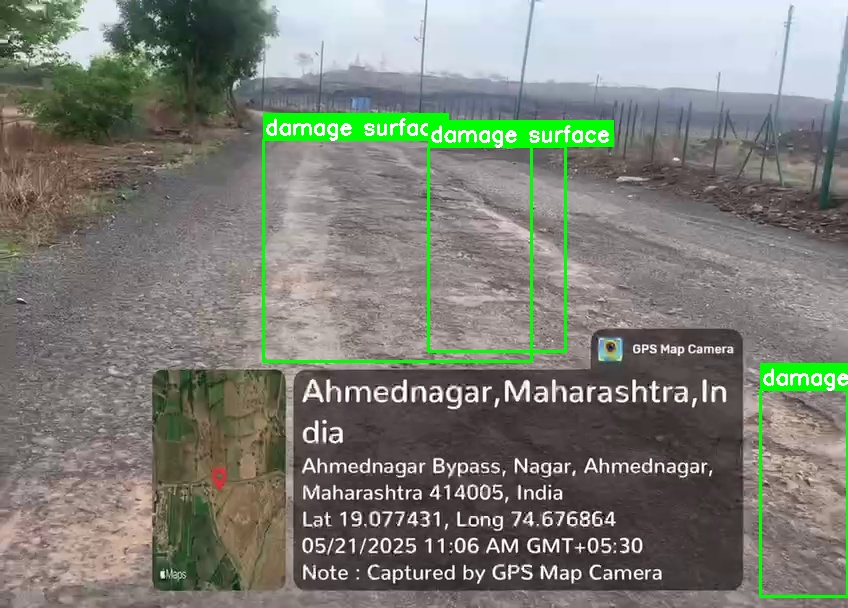 damage surfac
damage surface
GPS Map Camera
damage
Ahmednagar,Maharashtra,In
dia
Ahmednagar Bypass, Nagar, Ahmednagar,
Maharashtra 414005, India
Lat 19.077431, Long 74.676864
05/21/2025 11:06 AM GMT+05:30
Note : Captured by GPS Map Camera
Maps